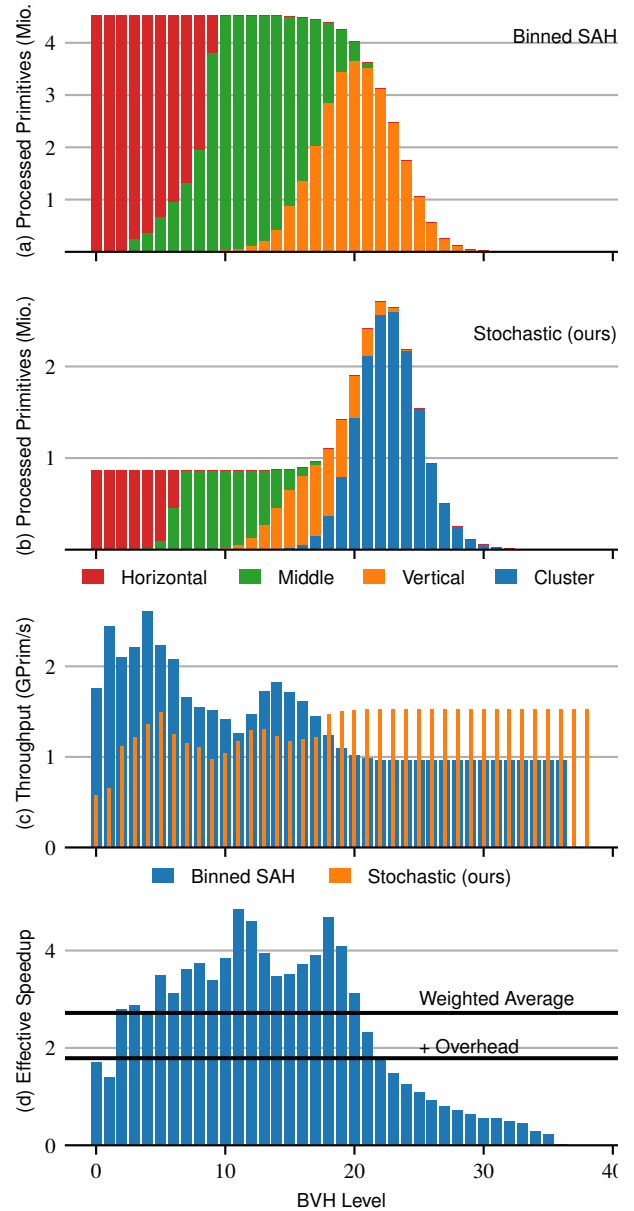 (a) Processed Primitives (Mio.
4
3
2
1
Binned SAH
(b) Processed Primitives (Mio.)
2
1
Stochastic (ours)
Horizontal Middle Vertical Cluster
(c) Throughput (GPrim/s)
2
1
0
Binned SAH Stochastic (ours)
(d) Effective Speedup
4
2
0
Weighted Average
+ Overhead
0 10 20 30 40
BVH Level